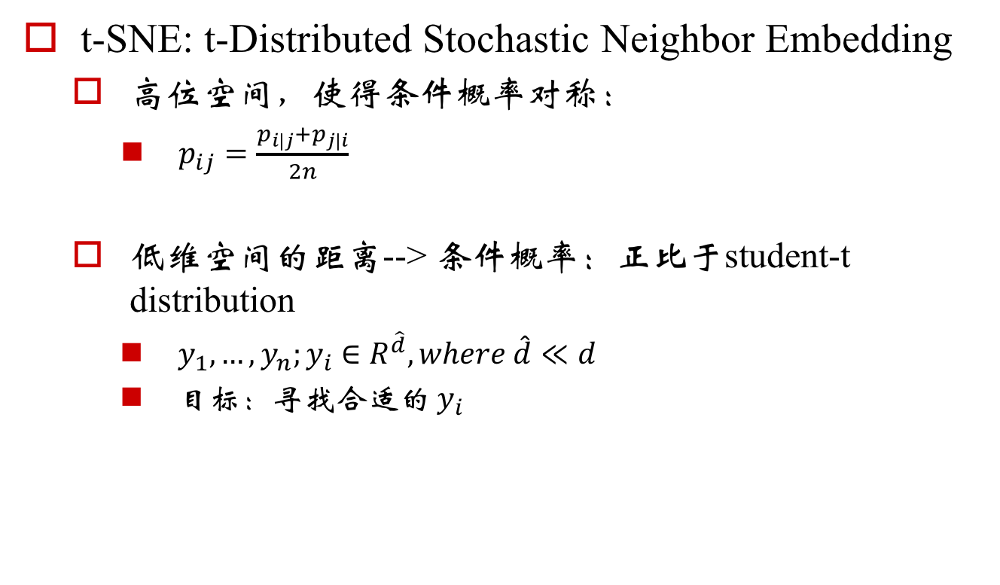 t-SNE: t-Distributed Stochastic Neighbor Embedding
高位空间，使得条件概率对称：
p_{ij} = \frac{p_{i|j}+p_{j|i}}{2n}
低维空间的距离--> 条件概率：正比于student-t
distribution
y_1, … , y_n; y_i ∈ R^{\hat{d}}, where \hat{d} ≪ d
目标：寻找合适的 y_i